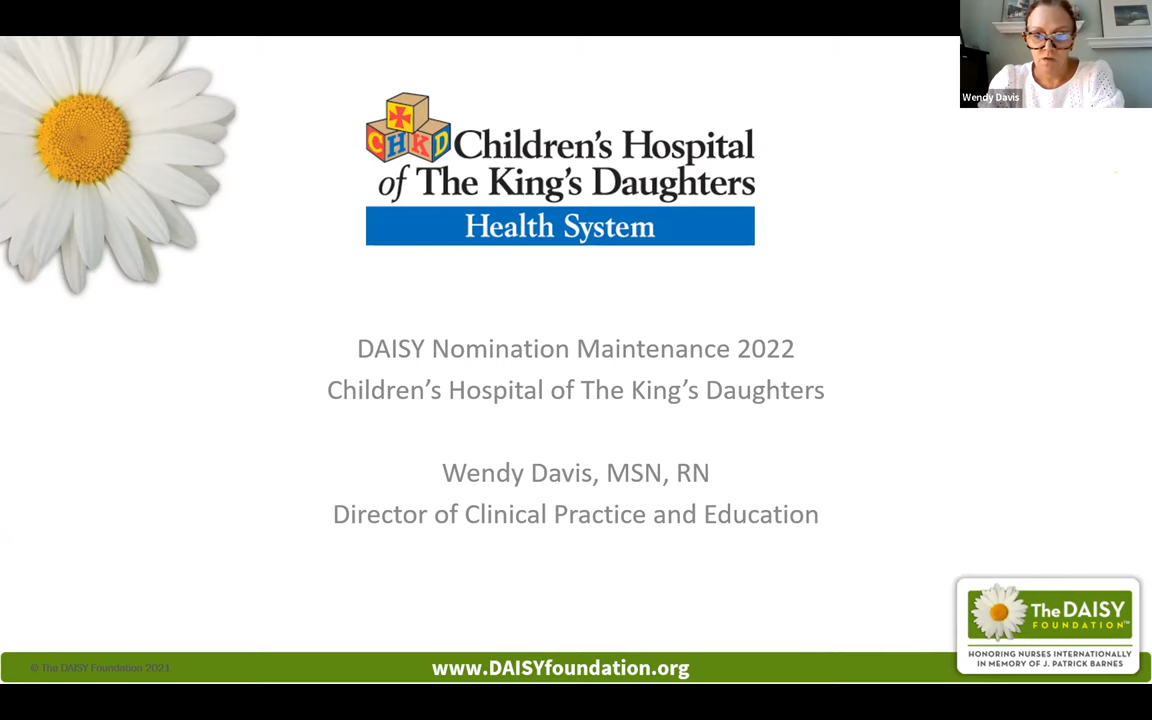 Wendy Davis
CHKD
Children's Hospital
of The King's Daughters
Health System
DAISY Nomination Maintenance 2022
Children's Hospital of The King's Daughters
Wendy Davis, MSN, RN
Director of Clinical Practice and Education
The DAISY
FOUNDATION™
HONORING NURSES INTERNATIONALLY
IN MEMORY OF J. PATRICK BARNES
© The DAISY Foundation 2021
www.DAISYfoundation.org